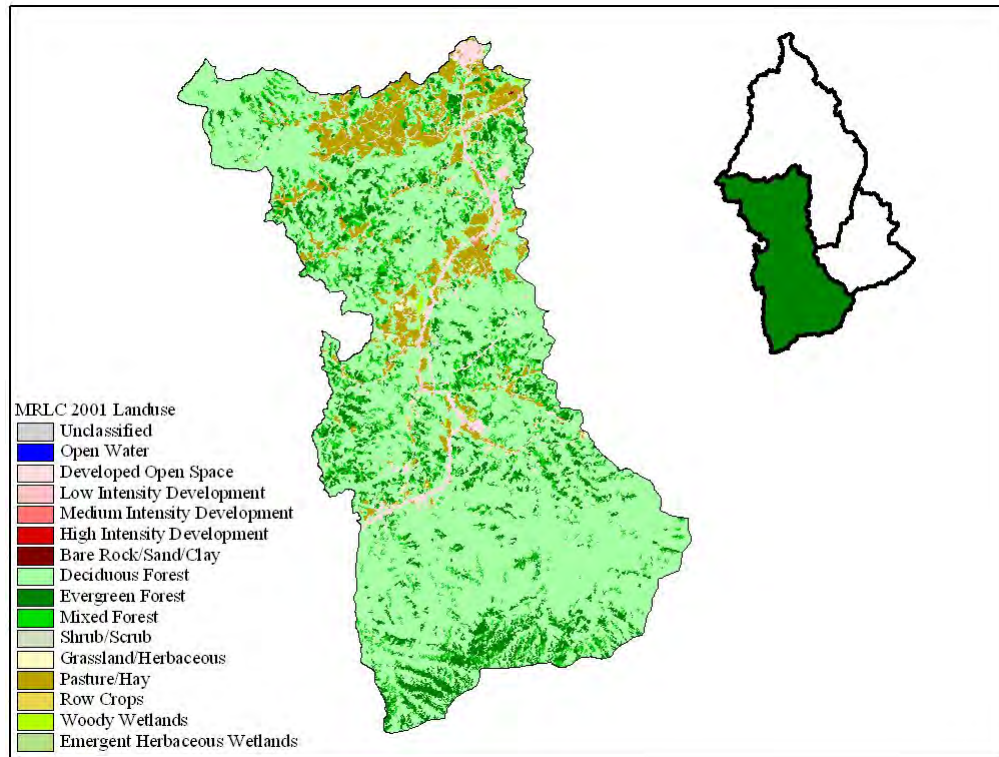 MRLC 2001 Landuse
Unclassified
Open Water
Developed Open Space
Low Intensity Development
Medium Intensity Development
High Intensity Development
Bare Rock/Sand/Clay
Deciduous Forest
Evergreen Forest
Mixed Forest
Shrub/Scrub
Grassland/Herbaceous
Pasture/Hay
Row Crops
Woody Wetlands
Emergent Herbaceous Wetlands